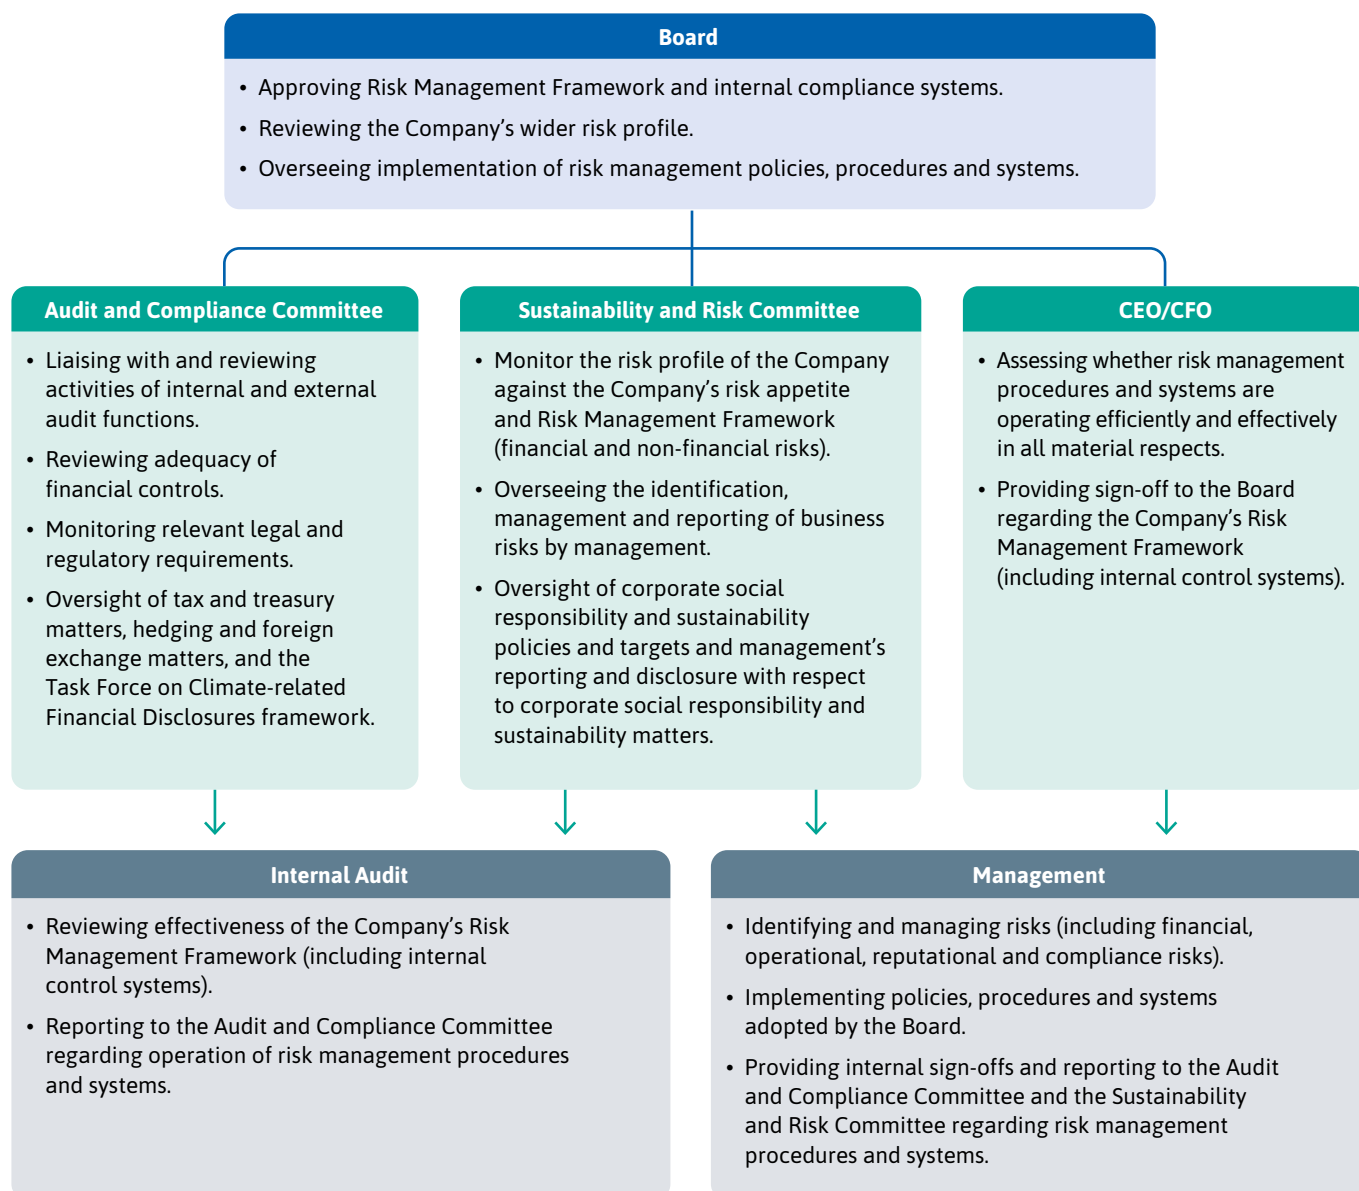 Board
• Approving Risk Management Framework and internal compliance systems.
• Reviewing the Company’s wider risk profile.
• Overseeing implementation of risk management policies, procedures and systems.
Audit and Compliance Committee
• Liaising with and reviewing
activities of internal and external
audit functions.
• Reviewing adequacy of
financial controls.
• Monitoring relevant legal and
regulatory requirements.
• Oversight of tax and treasury
matters, hedging and foreign
exchange matters, and the
Task Force on Climate-related
Financial Disclosures framework.
Sustainability and Risk Committee
• Monitor the risk profile of the Company
against the Company’s risk appetite
and Risk Management Framework
(financial and non-financial risks).
• Overseeing the identification,
management and reporting of business
risks by management.
• Oversight of corporate social
responsibility and sustainability
policies and targets and management’s
reporting and disclosure with respect
to corporate social responsibility and
sustainability matters.
CEO/CFO
• Assessing whether risk management
procedures and systems are
operating efficiently and effectively
in all material respects.
• Providing sign-off to the Board
regarding the Company’s Risk
Management Framework
(including internal control systems).
Internal Audit
• Reviewing effectiveness of the Company’s Risk
Management Framework (including internal
control systems).
• Reporting to the Audit and Compliance Committee
regarding operation of risk management procedures
and systems.
Management
• Identifying and managing risks (including financial,
operational, reputational and compliance risks).
• Implementing policies, procedures and systems
adopted by the Board.
• Providing internal sign-offs and reporting to the Audit
and Compliance Committee and the Sustainability
and Risk Committee regarding risk management
procedures and systems.